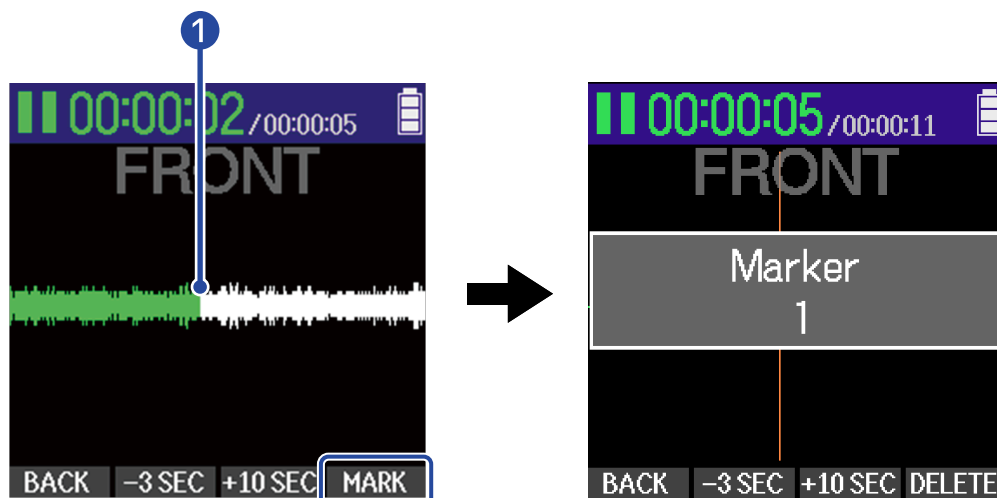 1
00:00:02/00:00:05
FRONT
BACK -3 SEC +10 SEC MARK
00:00:05/00:00:11
FRONT
Marker
1
BACK -3 SEC +10 SEC DELETE